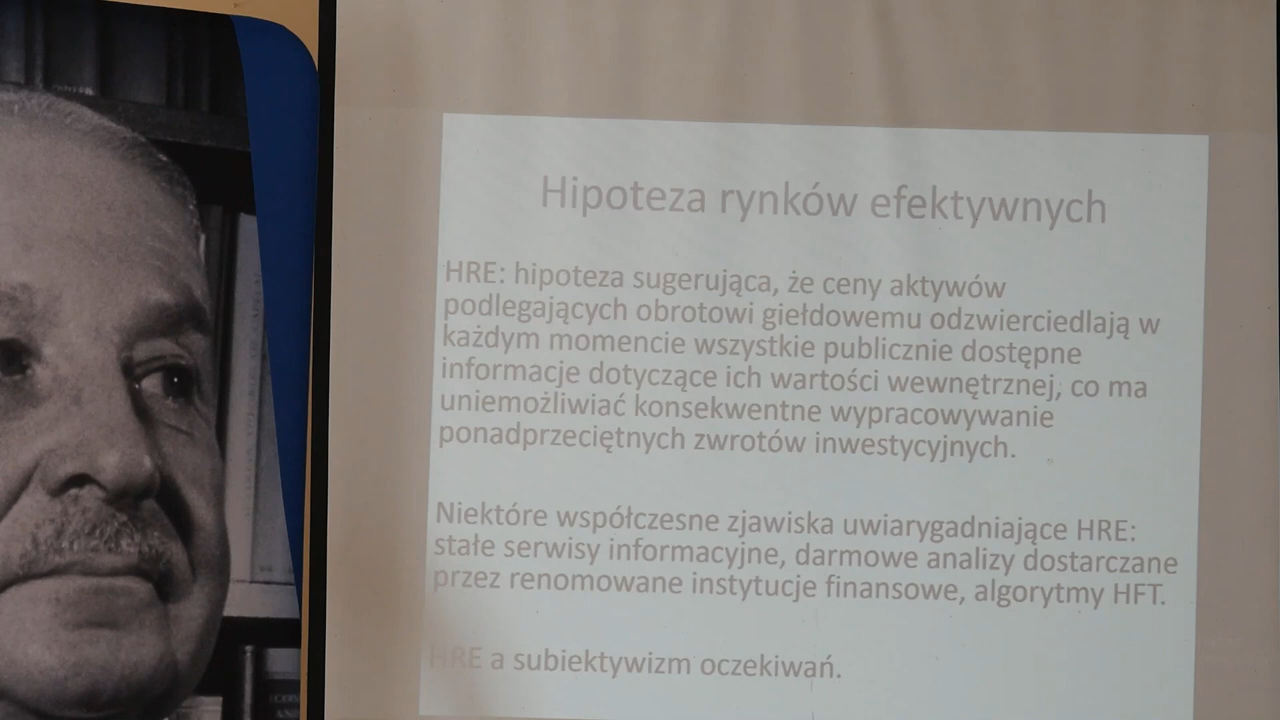 Hipoteza rynków efektywnych
HRE: hipoteza sugerująca, że ceny aktywów
podlegających obrotowi giełdowemu odzwierciedlają w
każdym momencie wszystkie publicznie dostępne
informacje dotyczące ich wartości wewnętrznej, co ma
uniemożliwiać konsekwentne wypracowywanie
ponadprzeciętnych zwrotów inwestycyjnych.
Niektóre współczesne zjawiska uwiarygadniające HRE:
stałe serwisy informacyjne, darmowe analizy dostarczane
przez renomowane instytucje finansowe, algorytmy HFT.
HRE a subiektywizm oczekiwań.